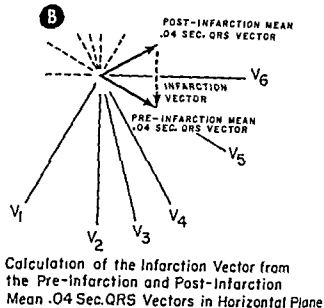 B
POST-INFARCTION MEAN
.04 SEC. QRS VECTOR
V6
INFARCTION
VECTOR
PRE-INFARCTION MEAN
.04 SEC. QRS VECTOR
V5
V1
V2
V3
V4
Calculation of the Infarction Vector from
the Pre-Infarction and Post-Infarction
Mean .04 Sec. QRS Vectors in Horizontal Plane